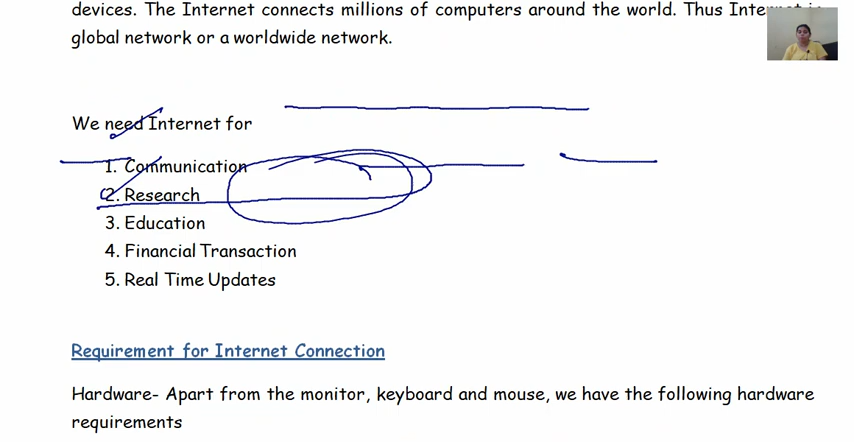 devices. The Internet connects millions of computers around the world. Thus Internet is
global network or a worldwide network.
We need Internet for
1. Communication
2. Research
3. Education
4. Financial Transaction
5. Real Time Updates
Requirement for Internet Connection
Hardware- Apart from the monitor, keyboard and mouse, we have the following hardware
requirements